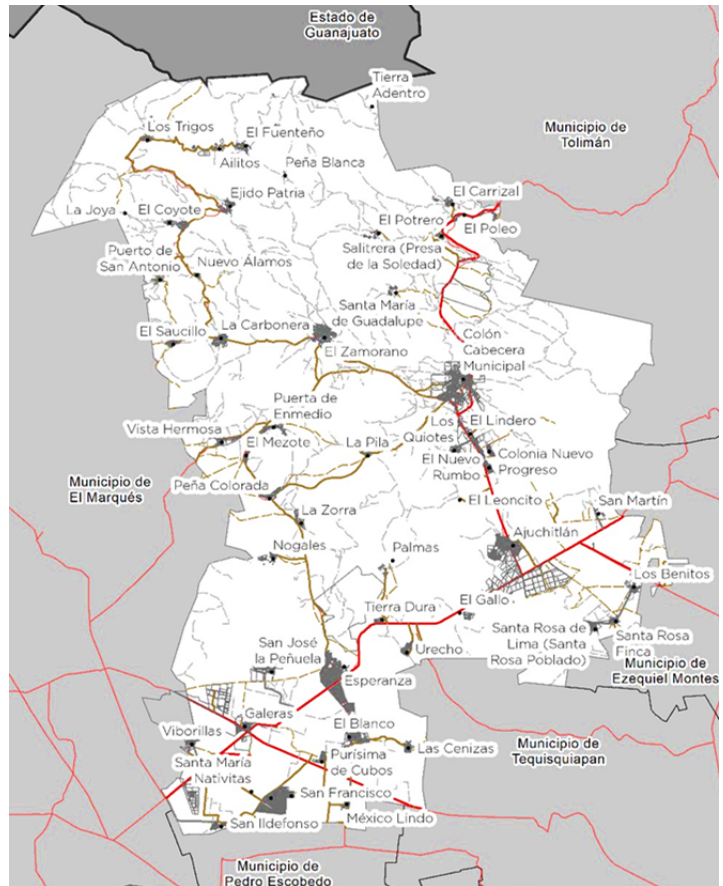 Estado de
Guanajuato
Tierra
Adentro
Los Trigos
El Fuenteño
Municipio de
Tolimán
Ailitos
Peña Blanca
Ejido Patria
El Carrizal
La Joya
El Coyote
El Potrero
El Poleo
Puerto de
San Antonio
Nuevo Álamos
Salitrera (Presa
de la Soledad)
Santa María
de Guadalupe
El Saucillo
La Carbonera
El Zamorano
Colón
Cabecera
Municipal
Puerta de
Enmedio
Vista Hermosa
El Mezote
La Pila
Los
Quiotes
El Lindero
El Nuevo
Rumbo
Colonia Nuevo
Progreso
Municipio de
El Marqués
Peña Colorada
El Leoncito
San Martín
La Zorra
Ajuchitlán
Nogales
Palmas
Los Benitos
Tierra Dura
El Gallo
Santa Rosa de
Lima (Santa
Rosa Poblado)
Santa Rosa
Finca
San José
la Peñuela
Urecho
Municipio de
Ezequiel Montes
Esperanza
Galeras
El Blanco
Viborillas
Las Cenizas
Municipio de
Tequisquiapan
Santa María
Nativitas
Purísima
de Cubos
San Francisco
San Ildefonso
México Lindo
Municipio de
Pedro Escobedo